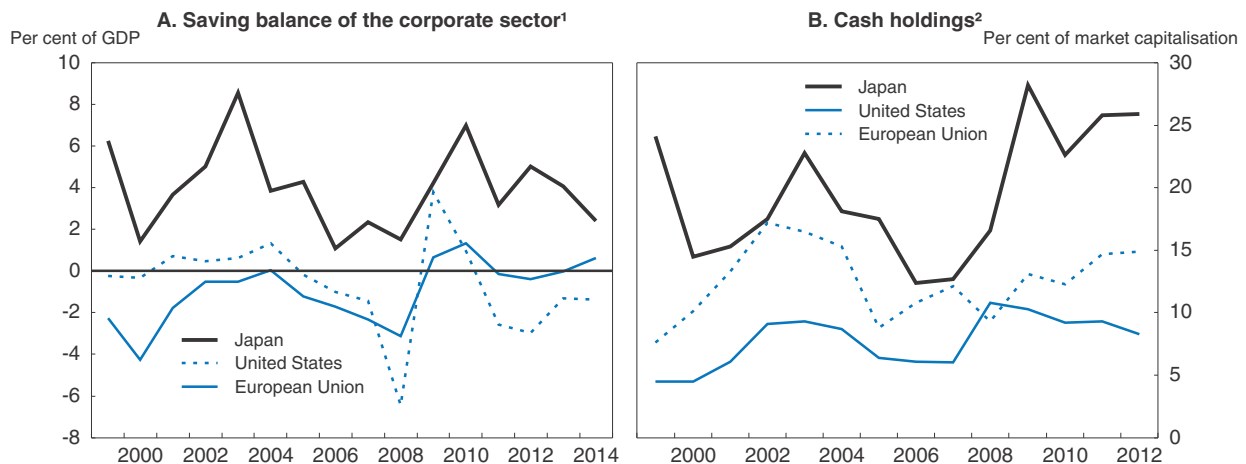 A. Saving balance of the corporate sector¹
Per cent of GDP
10
8
6
4
2
0
-2
-4
-6
-8
Japan
United States
European Union
2000 2002 2004 2006 2008 2010 2012 2014
B. Cash holdings²
Per cent of market capitalisation
30
25
20
15
10
5
0
Japan
United States
European Union
2000 2002 2004 2006 2008 2010 2012